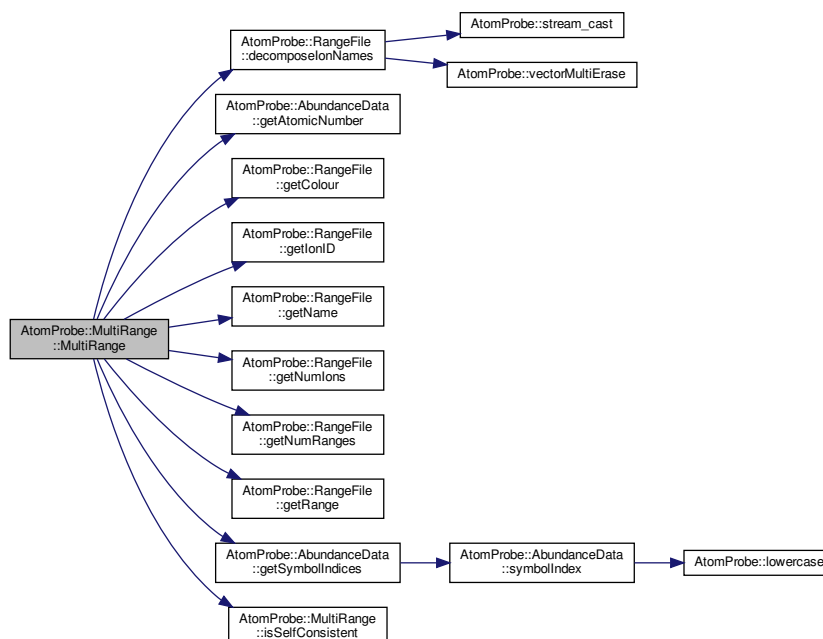 AtomProbe::MultiRange
::MultiRange
AtomProbe::RangeFile
::decomposeIonNames
AtomProbe::stream_cast
AtomProbe::vectorMultiErase
AtomProbe::AbundanceData
::getAtomicNumber
AtomProbe::RangeFile
::getColour
AtomProbe::RangeFile
::getIonID
AtomProbe::RangeFile
::getName
AtomProbe::RangeFile
::getNumIons
AtomProbe::RangeFile
::getNumRanges
AtomProbe::RangeFile
::getRange
AtomProbe::AbundanceData
::getSymbolIndices
AtomProbe::AbundanceData
::symbolIndex
AtomProbe::lowercase
AtomProbe::MultiRange
::isSelfConsistent